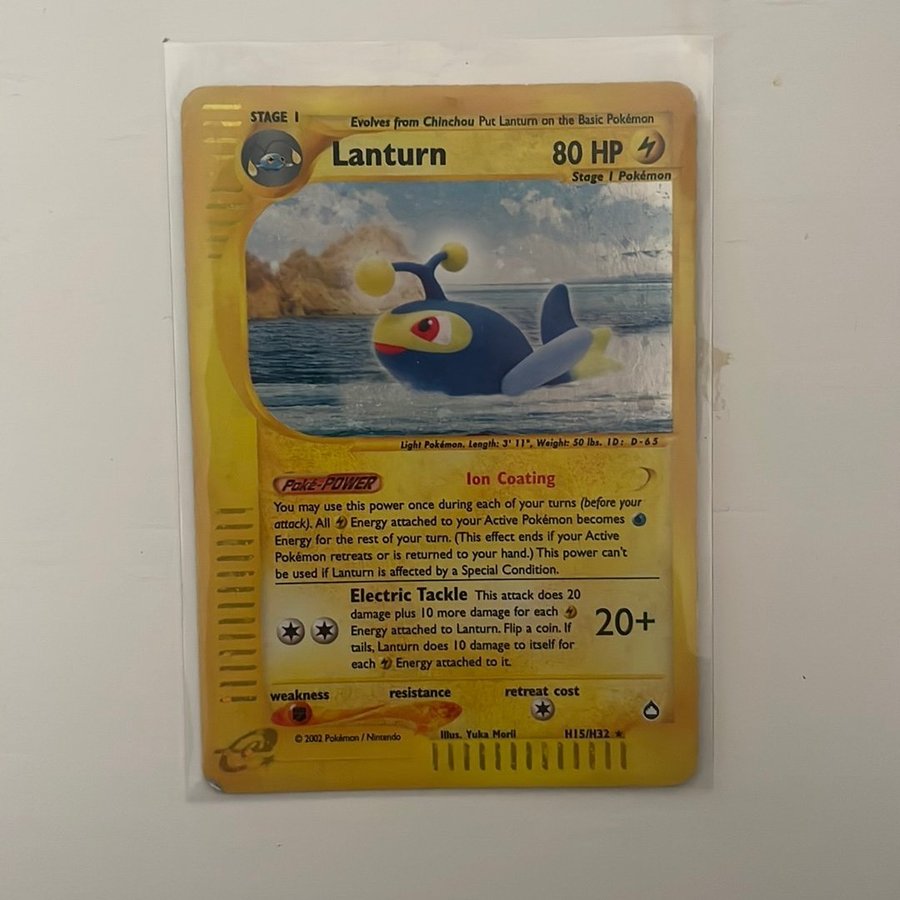 STAGE 1
Evolves from Chinchou Put Lanturn on the Basic Pokémon
Lanturn 80 HP
Stage 1 Pokémon
Light Pokémon. Length: 3' 11", Weight: 50 lbs. ID: D-65
Poké-POWER Ion Coating
You may use this power once during each of your turns (before your
attack). All Energy attached to your Active Pokémon becomes
Energy for the rest of your turn. (This effect ends if your Active
Pokémon retreats or is returned to your hand.) This power can't
be used if Lanturn is affected by a Special Condition.
Electric Tackle This attack does 20
damage plus 10 more damage for each
Energy attached to Lanturn. Flip a coin. If
tails, Lanturn does 10 damage to itself for
each Energy attached to it.
20+
weakness resistance retreat cost
© 2002 Pokémon / Nintendo Illus. Yuka Morii H15/H32